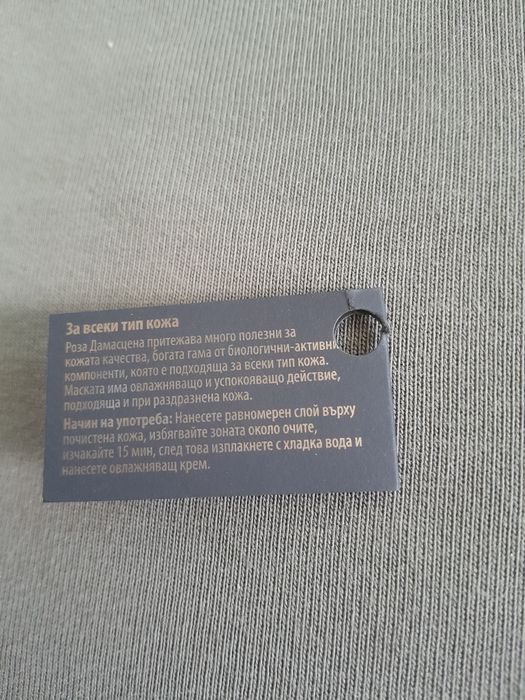 За всеки тип кожа
Роза Дамасцена притежава много полезни за
кожата качества, богата гама от биологични-активни
компоненти, която е подходяща за всеки тип кожа.
Маската има овлажняващо и успокояващо действие,
подходяща и при раздразнена кожа.
Начин на употреба: Нанесете равномерен слой върху
почистена кожа, избягвайте зоната около очите,
изчакайте 15 мин, след това изплакнете с хладка вода и
нанесете овлажняващ крем.